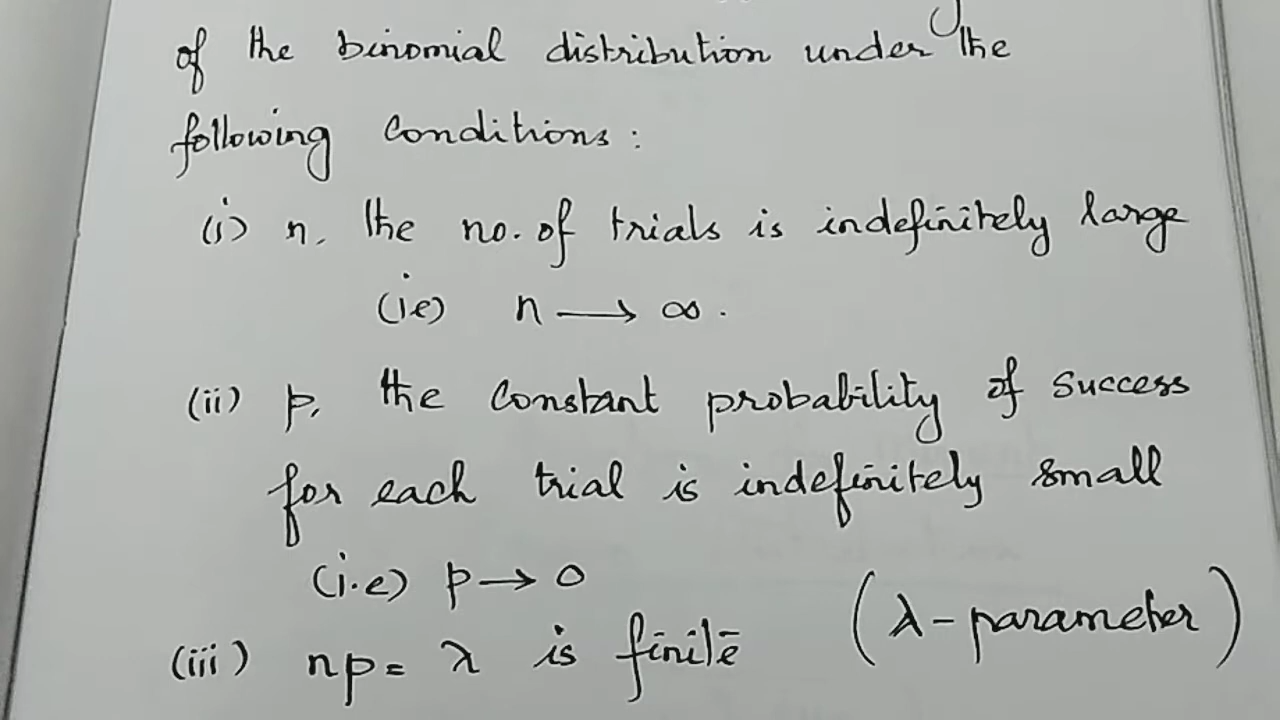 of the binomial distribution under the
following Conditions :
(i) n, the no. of trials is indefinitely large
(ie) n → ∞.
(ii) p, the Constant probability of Success
for each trial is indefinitely small
(i.e) p → 0
(iii) np = λ is finite (λ - parameter)